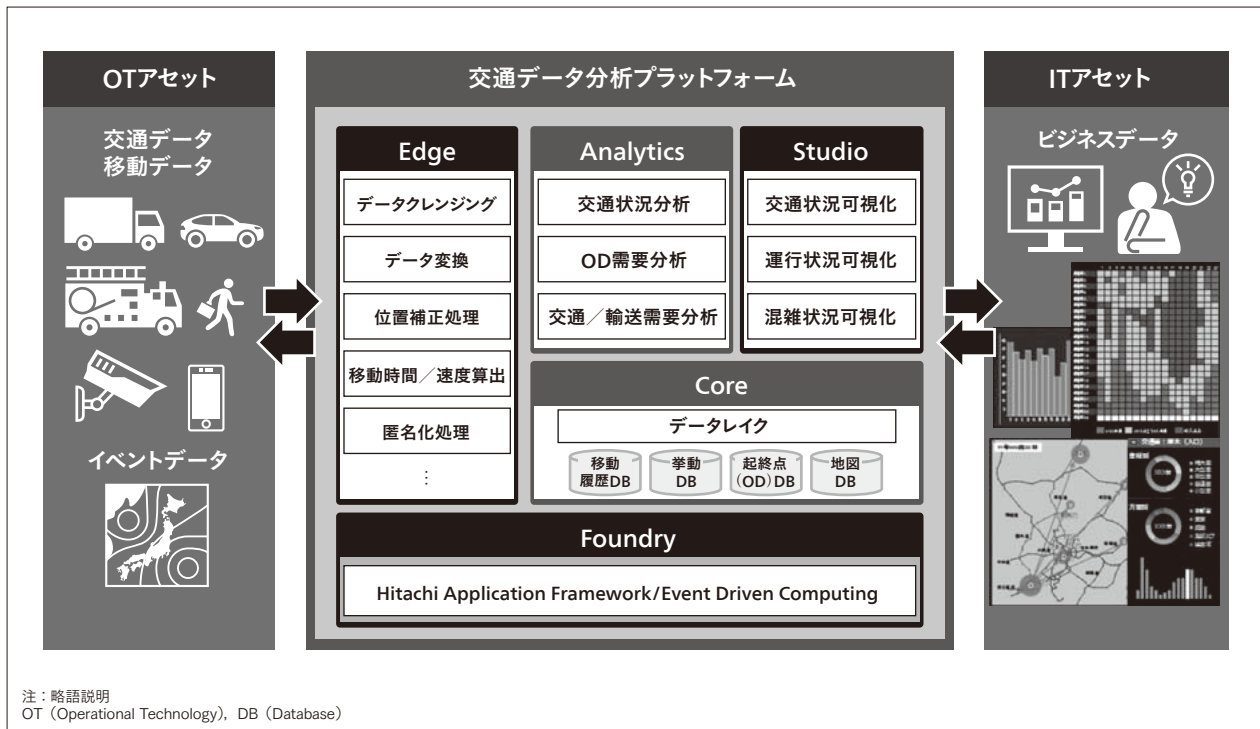 OTアセット
交通データ
移動データ
イベントデータ
交通データ分析プラットフォーム
Edge
データクレンジング
データ変換
位置補正処理
移動時間／速度算出
匿名化処理
⋮
Analytics
交通状況分析
OD需要分析
交通／輸送需要分析
Studio
交通状況可視化
運行状況可視化
混雑状況可視化
Core
データレイク
移動
履歴DB
挙動
DB
起終点
(OD)DB
地図
DB
Foundry
Hitachi Application Framework/Event Driven Computing
ITアセット
ビジネスデータ
注：略語説明
OT（Operational Technology），DB（Database）